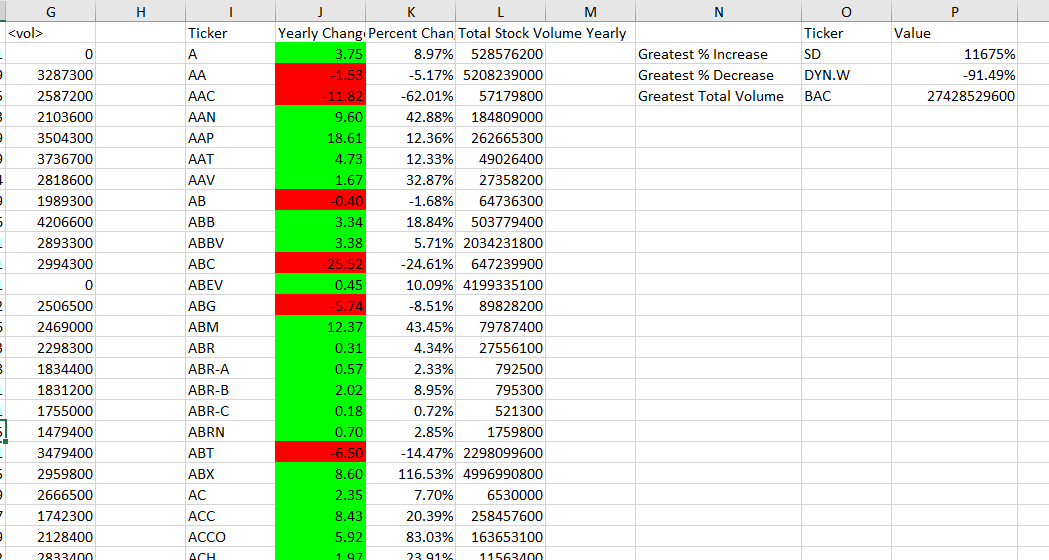 G H I J K L M N O P
<vol> Ticker Yearly Chang Percent Chan Total Stock Volume Yearly Ticker Value
0 A 3.75 8.97% 528576200 Greatest % Increase SD 11675%
3287300 AA -1.53 -5.17% 5208239000 Greatest % Decrease DYN.W -91.49%
2587200 AAC -11.82 -62.01% 57179800 Greatest Total Volume BAC 27428529600
2103600 AAN 9.60 42.88% 184809000
3504300 AAP 18.61 12.36% 262665300
3736700 AAT 4.73 12.33% 49026400
2818600 AAV 1.67 32.87% 27358200
1989300 AB -0.40 -1.68% 64736300
4206600 ABB 3.34 18.84% 503779400
2893300 ABBV 3.38 5.71% 2034231800
2994300 ABC -25.52 -24.61% 647239900
0 ABEV 0.45 10.09% 4199335100
2506500 ABG -5.74 -8.51% 89828200
2469000 ABM 12.37 43.45% 79787400
2298300 ABR 0.31 4.34% 27556100
1834400 ABR-A 0.57 2.33% 792500
1831200 ABR-B 2.02 8.95% 795300
1755000 ABR-C 0.18 0.72% 521300
1479400 ABRN 0.70 2.85% 1759800
3479400 ABT -6.50 -14.47% 2298099600
2959800 ABX 8.60 116.53% 4996990800
2666500 AC 2.35 7.70% 6530000
1742300 ACC 8.43 20.39% 258457600
2128400 ACCO 5.92 83.03% 163653100
2833400 ACH 1.97 23.91% 11563400